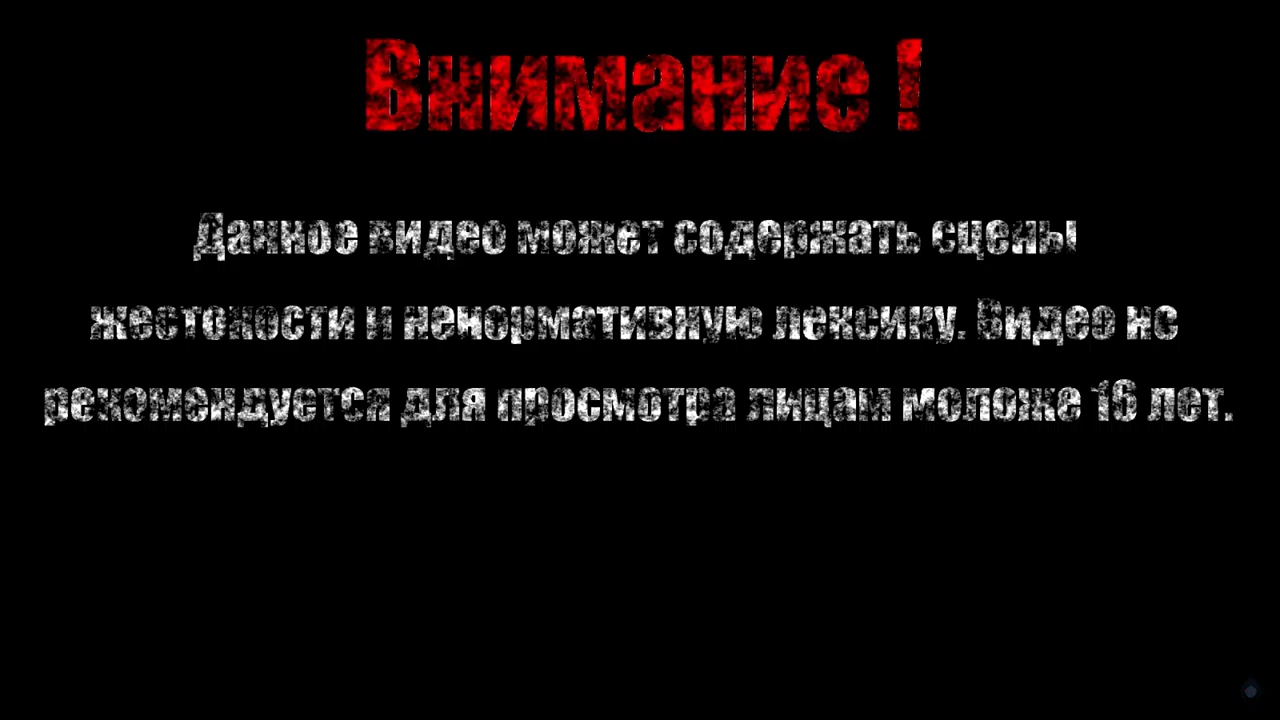 Внимание !
Данное видео может содержать сцены
жестокости и ненормативную лексику. Видео не
рекомендуется для просмотра лицам моложе 16 лет.